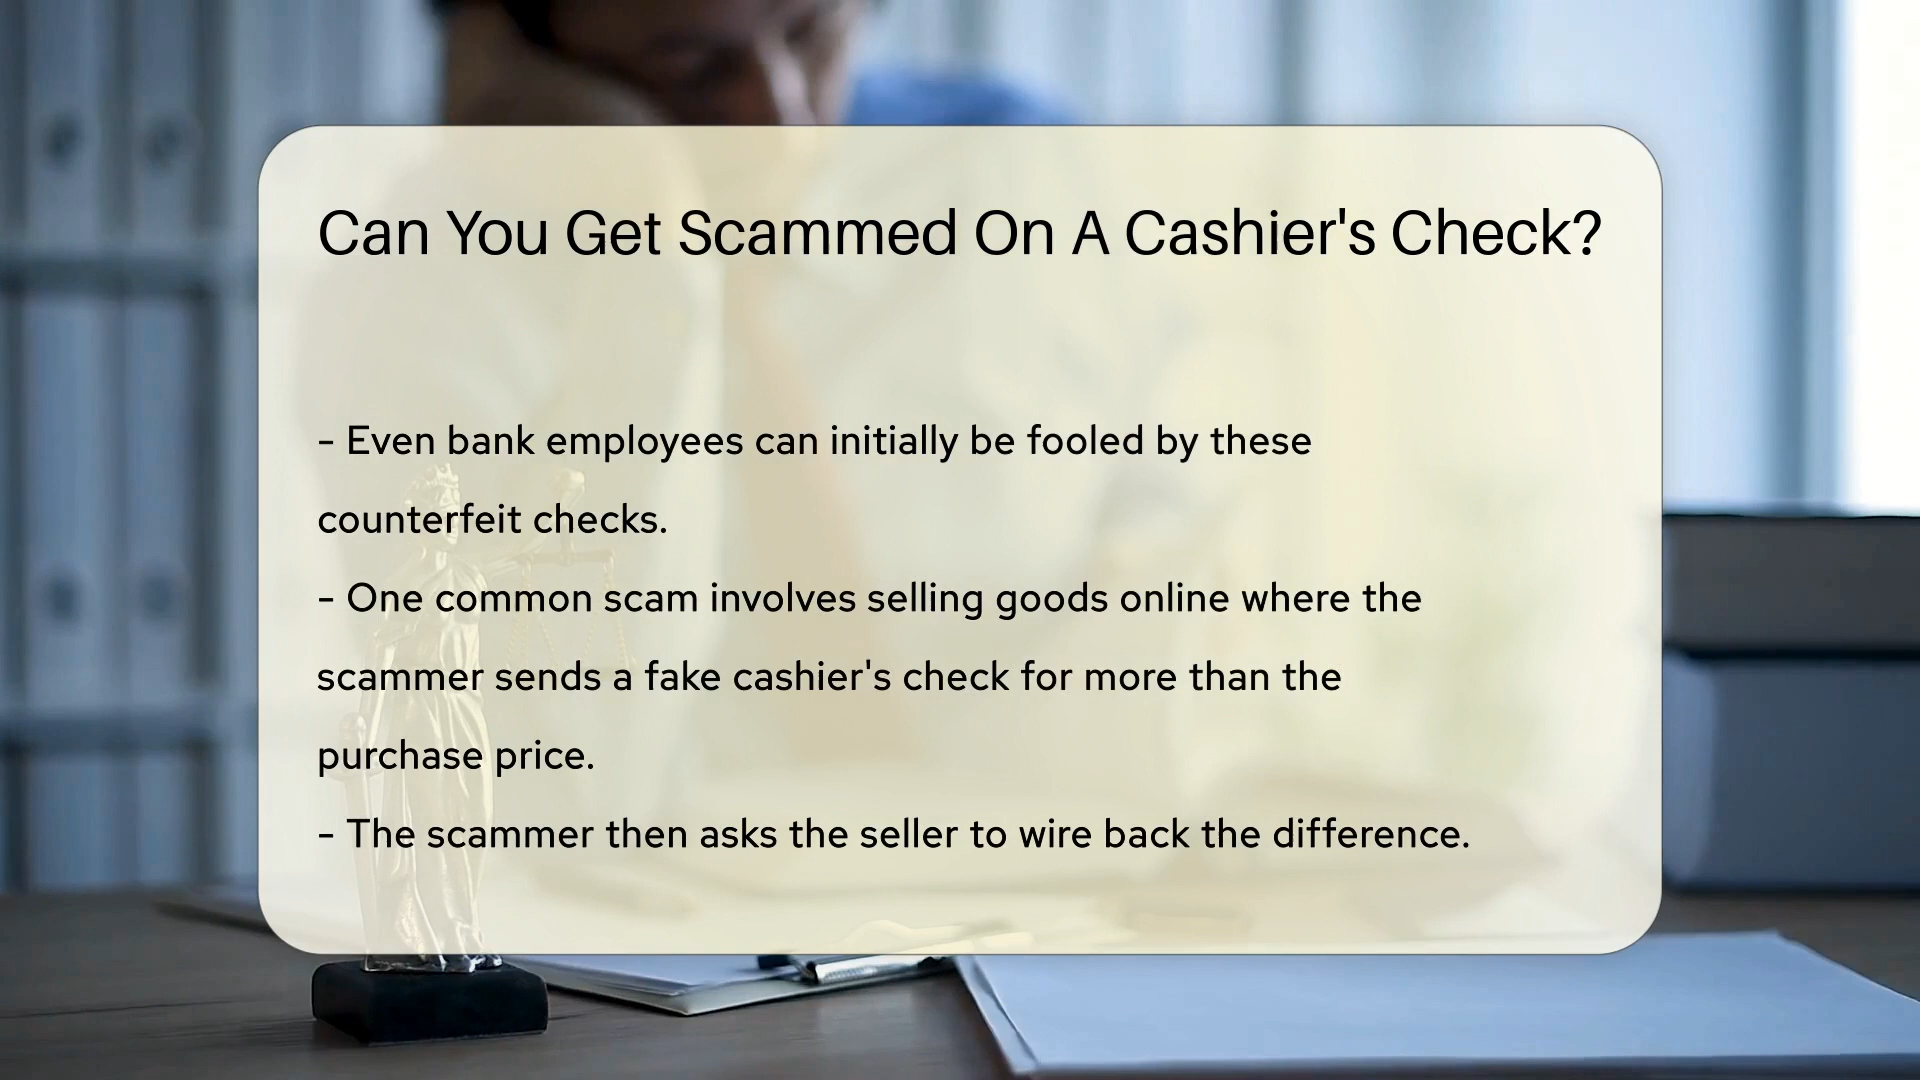 Can You Get Scammed On A Cashier's Check?
- Even bank employees can initially be fooled by these
counterfeit checks.
- One common scam involves selling goods online where the
scammer sends a fake cashier's check for more than the
purchase price.
- The scammer then asks the seller to wire back the difference.